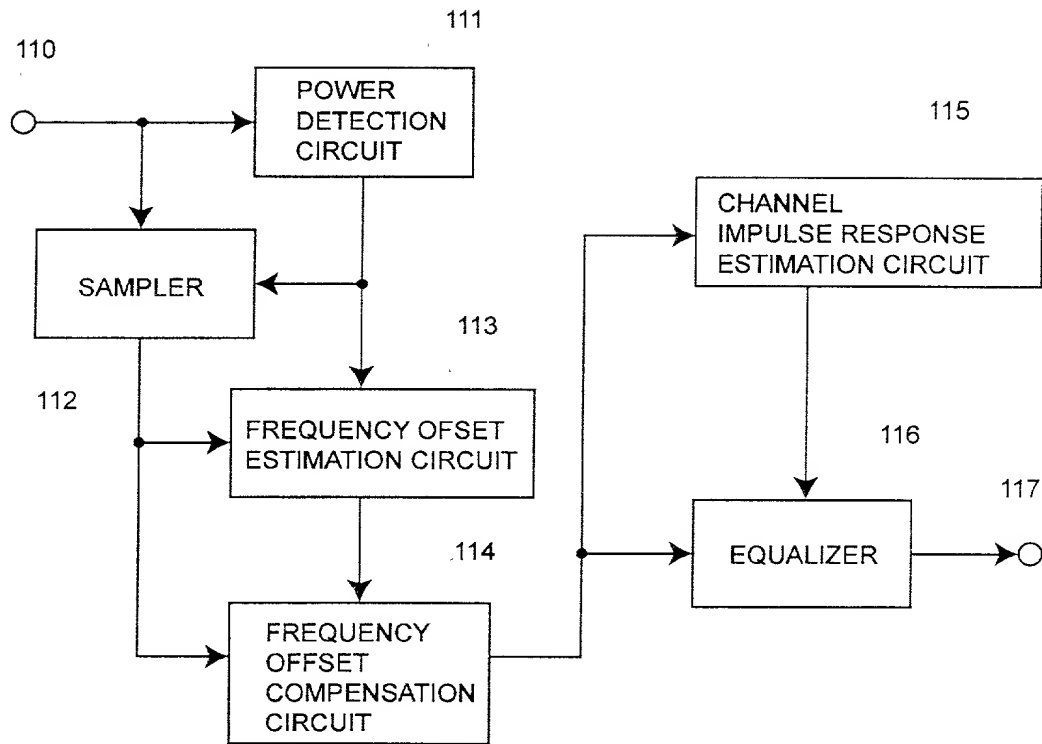 111
110
POWER
DETECTION
CIRCUIT
115
CHANNEL
IMPULSE RESPONSE
ESTIMATION CIRCUIT
SAMPLER
113
112
FREQUENCY OFSET
ESTIMATION CIRCUIT
116
117
114
EQUALIZER
FREQUENCY
OFFSET
COMPENSATION
CIRCUIT